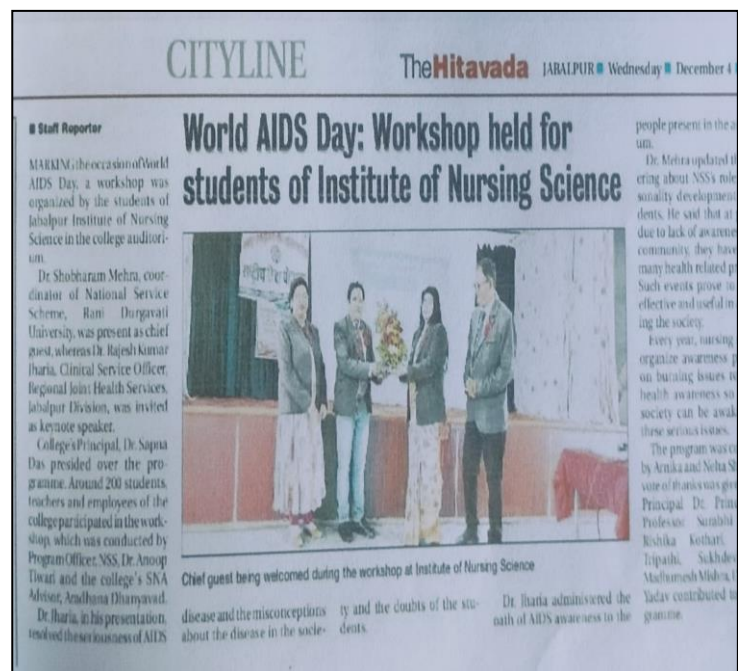 CITYLINE
TheHitavada JABALPUR ■ Wednesday ■ December 4
■ Staff Reporter
World AIDS Day: Workshop held for
students of Institute of Nursing Science
MARKING the occasion of World
AIDS Day, a workshop was
organized by the students of
Jabalpur Institute of Nursing
Science in the college auditori-
um.
Dr. Shobharam Mehra, coor-
dinator of National Service
Scheme, Rani Durgavati
University, was present as chief
guest, whereas Dr. Rajesh Kumar
Jharia, Clinical Service Officer,
Regional Joint Health Services,
Jabalpur Division, was invited
as keynote speaker.
College's Principal, Dr. Sapna
Das presided over the pro-
gramme. Around 200 students,
teachers and employees of the
college participated in the work-
shop, which was conducted by
Program Officer, NSS, Dr. Anoop
Tiwari and the college's SNA
Advisor, Aradhana Dhanyavad.
Dr. Jharia, in his presentation,
resolved the seriousness of AIDS
Chief guest being welcomed during the workshop at Institute of Nursing Science
disease and the misconceptions
about the disease in the socie-
ty and the doubts of the stu-
dents.
Dr. Jharia administered the
oath of AIDS awareness to the
people present in the a
um.
Dr. Mehra updated th
ering about NSS's role
sonality development
dents. He said that at
due to lack of awarene
community, they have
many health related p
Such events prove to
effective and useful in
ing the society.
Every year, nursing
organize awareness p
on burning issues re
health awareness so
society can be awak
these serious issues.
The program was co
by Arnika and Neha Sh
vote of thanks was give
Principal Dr.
Professor Surabhi
Rishika Kothari,
Tripathi, Sukhdev
Madhumesh Mishra,
Yadav contributed to
gramme.